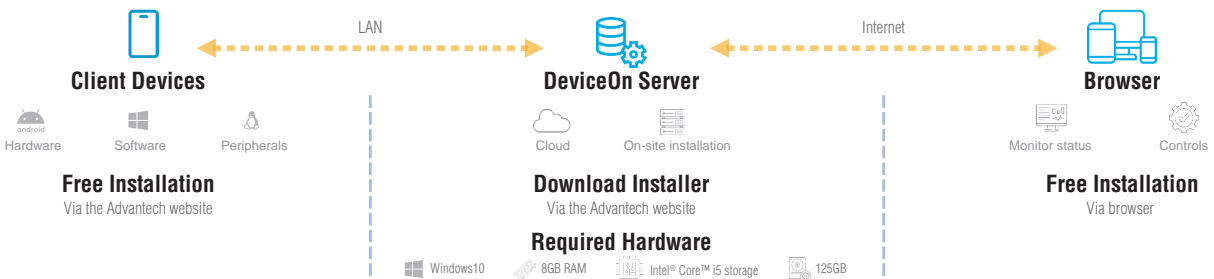 LAN
Internet
Client Devices
DeviceOn Server
Browser
android
Hardware
Software
Peripherals
Cloud
On-site installation
Monitor status
Controls
Free Installation
Via the Advantech website
Download Installer
Via the Advantech website
Free Installation
Via browser
Required Hardware
Windows10
8GB RAM
Intel® Core™ i5 storage
125GB